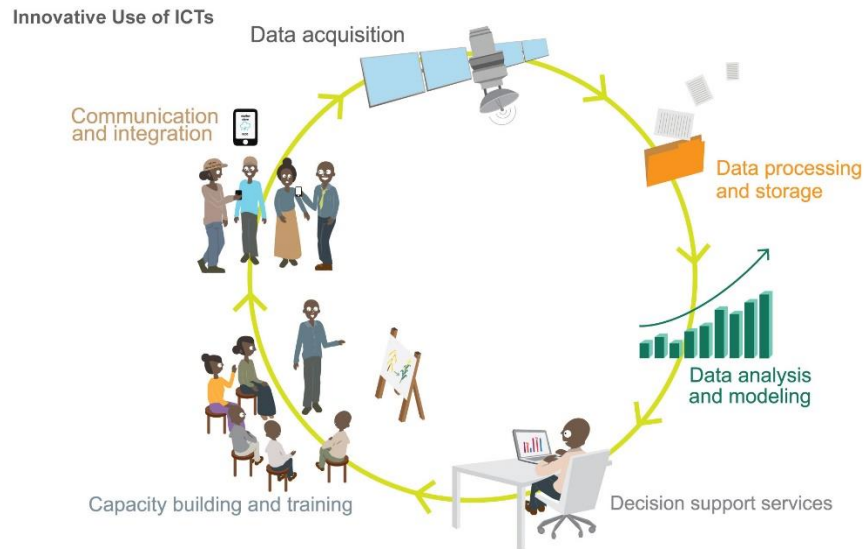 Innovative Use of ICTs
Data acquisition
Communication
and integration
Data processing
and storage
Data analysis
and modeling
Capacity building and training
Decision support services